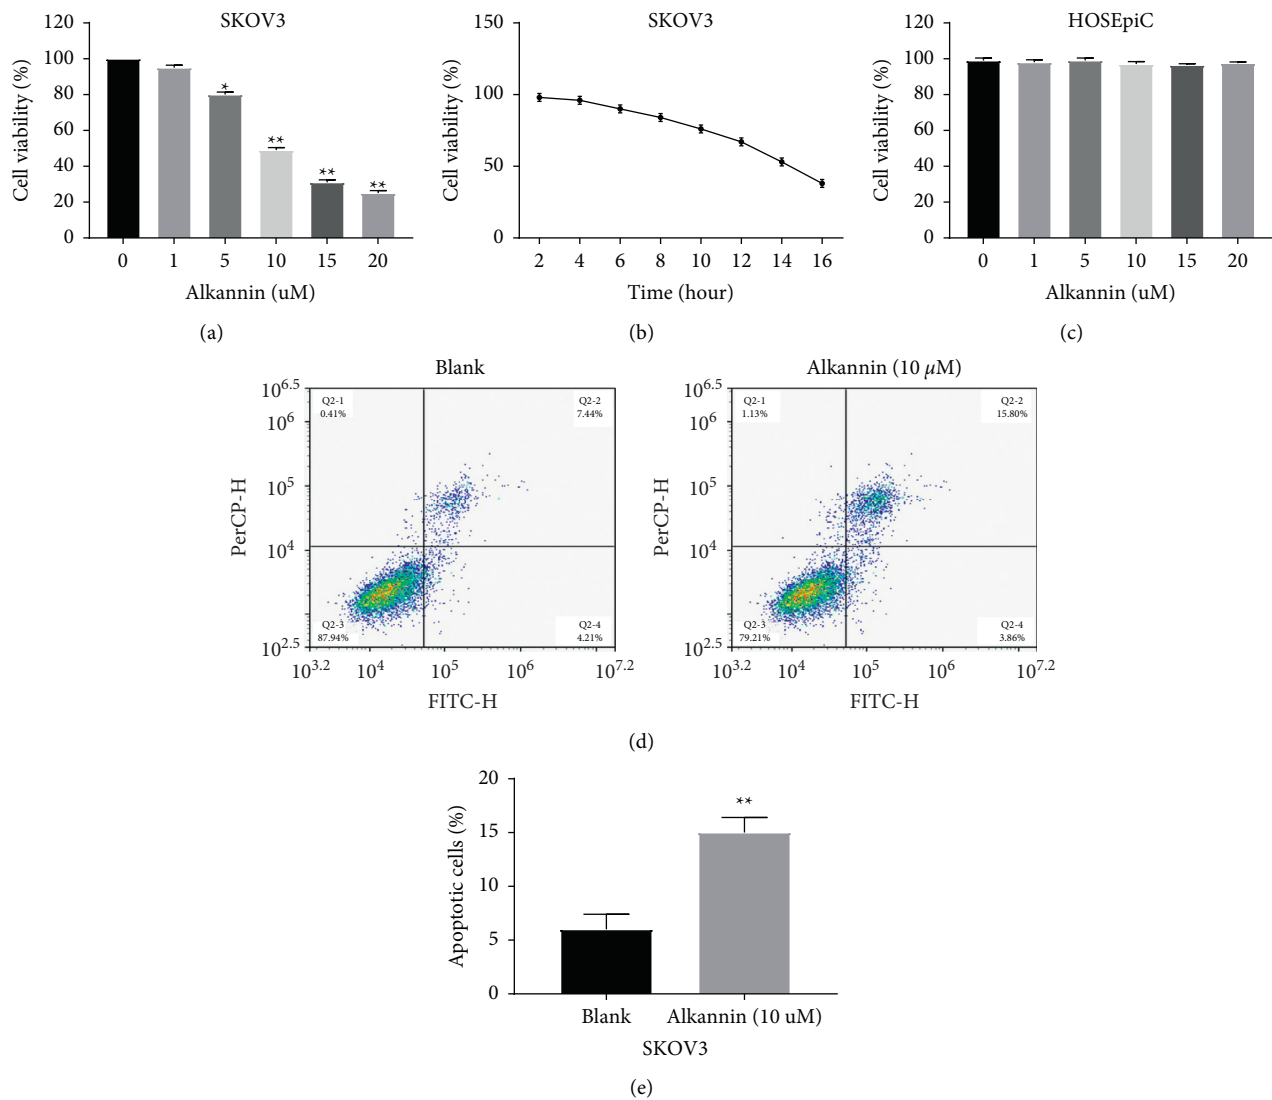 SKOV3
120
100
80
60
40
20
0
Cell viability (%)
*
**
**
**
0 1 5 10 15 20
Alkannin (uM)
(a)
SKOV3
150
100
50
0
Cell viability (%)
2 4 6 8 10 12 14 16
Time (hour)
(b)
HOSEpiC
120
100
80
60
40
20
0
Cell viability (%)
0 1 5 10 15 20
Alkannin (uM)
(c)
Blank
10^6.5
10^6
10^5
10^4
10^2.5
PerCP-H
Q2-1
0.41%
Q2-2
7.44%
Q2-3
87.94%
Q2-4
4.21%
10^3.2 10^4 10^5 10^6 10^7.2
FITC-H
Alkannin (10 μM)
10^6.5
10^6
10^5
10^4
10^2.5
PerCP-H
Q2-1
1.13%
Q2-2
15.80%
Q2-3
79.21%
Q2-4
3.86%
10^3.2 10^4 10^5 10^6 10^7.2
FITC-H
(d)
20
15
10
5
0
Apoptotic cells (%)
**
Blank Alkannin (10 uM)
SKOV3
(e)